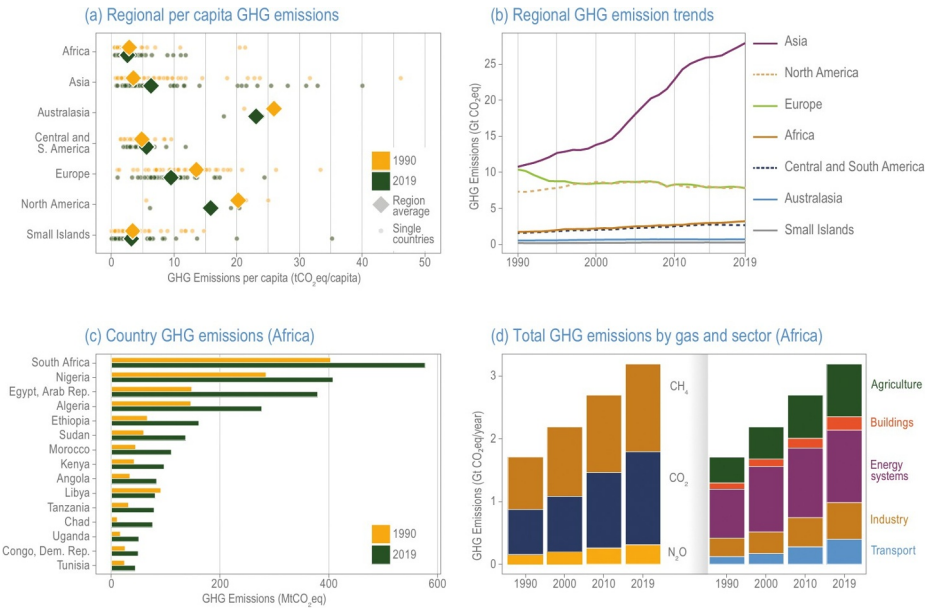 (a) Regional per capita GHG emissions
Africa
Asia
Australasia
Central and
S. America
Europe
North America
Small Islands
1990
2019
Region
average
Single
countries
0
10
20
30
40
50
GHG Emissions per capita (tCO₂eq/capita)
(b) Regional GHG emission trends
GHG Emissions (Gt CO₂eq)
25
20
15
10
5
0
1990
2000
2010
2019
Asia
North America
Europe
Africa
Central and South America
Australasia
Small Islands
(c) Country GHG emissions (Africa)
South Africa
Nigeria
Egypt, Arab Rep.
Algeria
Ethiopia
Sudan
Morocco
Kenya
Angola
Libya
Tanzania
Chad
Uganda
Congo, Dem. Rep.
Tunisia
1990
2019
0
200
400
600
GHG Emissions (MtCO₂eq)
(d) Total GHG emissions by gas and sector (Africa)
GHG Emissions (Gt CO₂eq/year)
3
2
1
0
CH₄
CO₂
N₂O
1990
2000
2010
2019
1990
2000
2010
2019
Agriculture
Buildings
Energy
systems
Industry
Transport